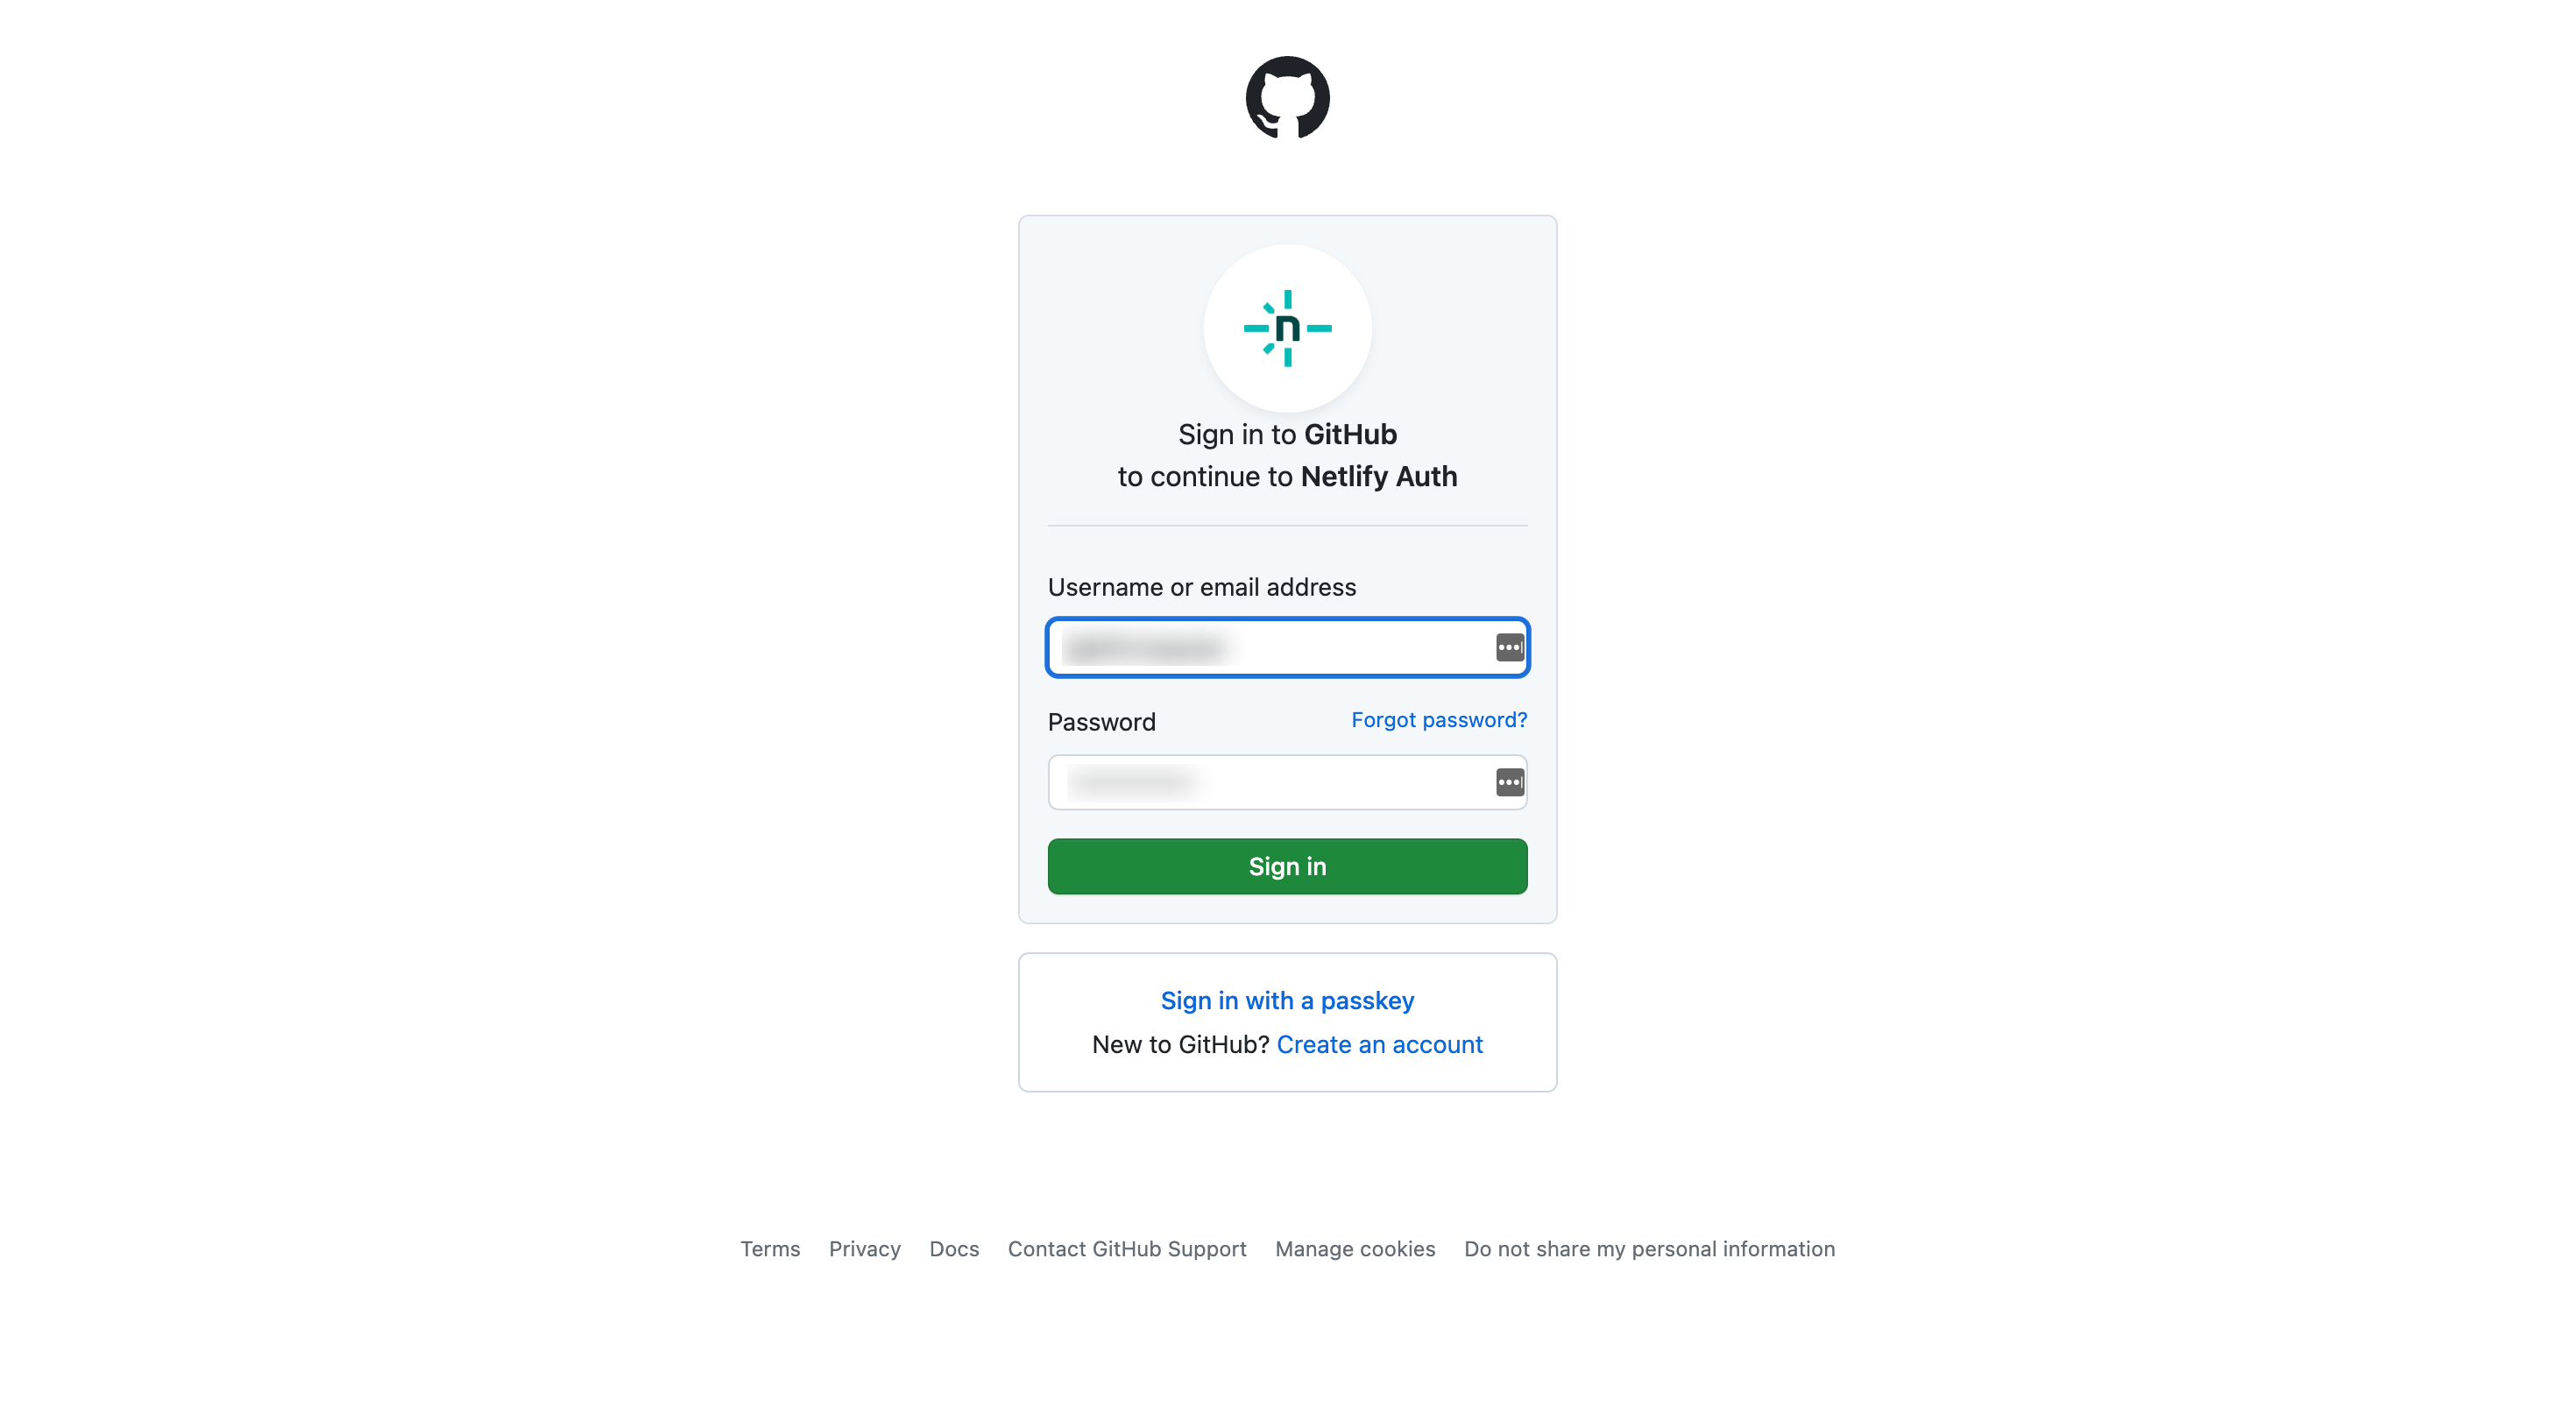 n
Sign in to GitHub
to continue to Netlify Auth
Username or email address
Password
Forgot password?
Sign in
Sign in with a passkey
New to GitHub? Create an account
Terms Privacy Docs Contact GitHub Support Manage cookies Do not share my personal information